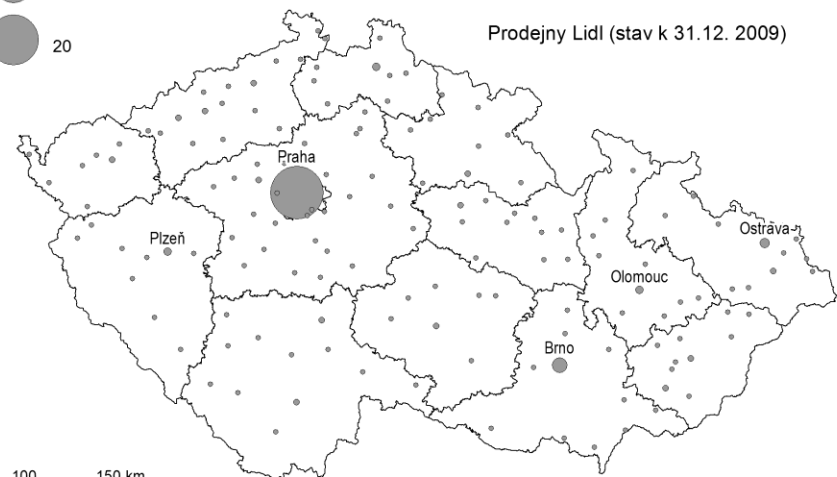 Prodejny Lidl (stav k 31.12. 2009)
20
Praha
Plzeň
Ostrava
Olomouc
Brno
100 150 km